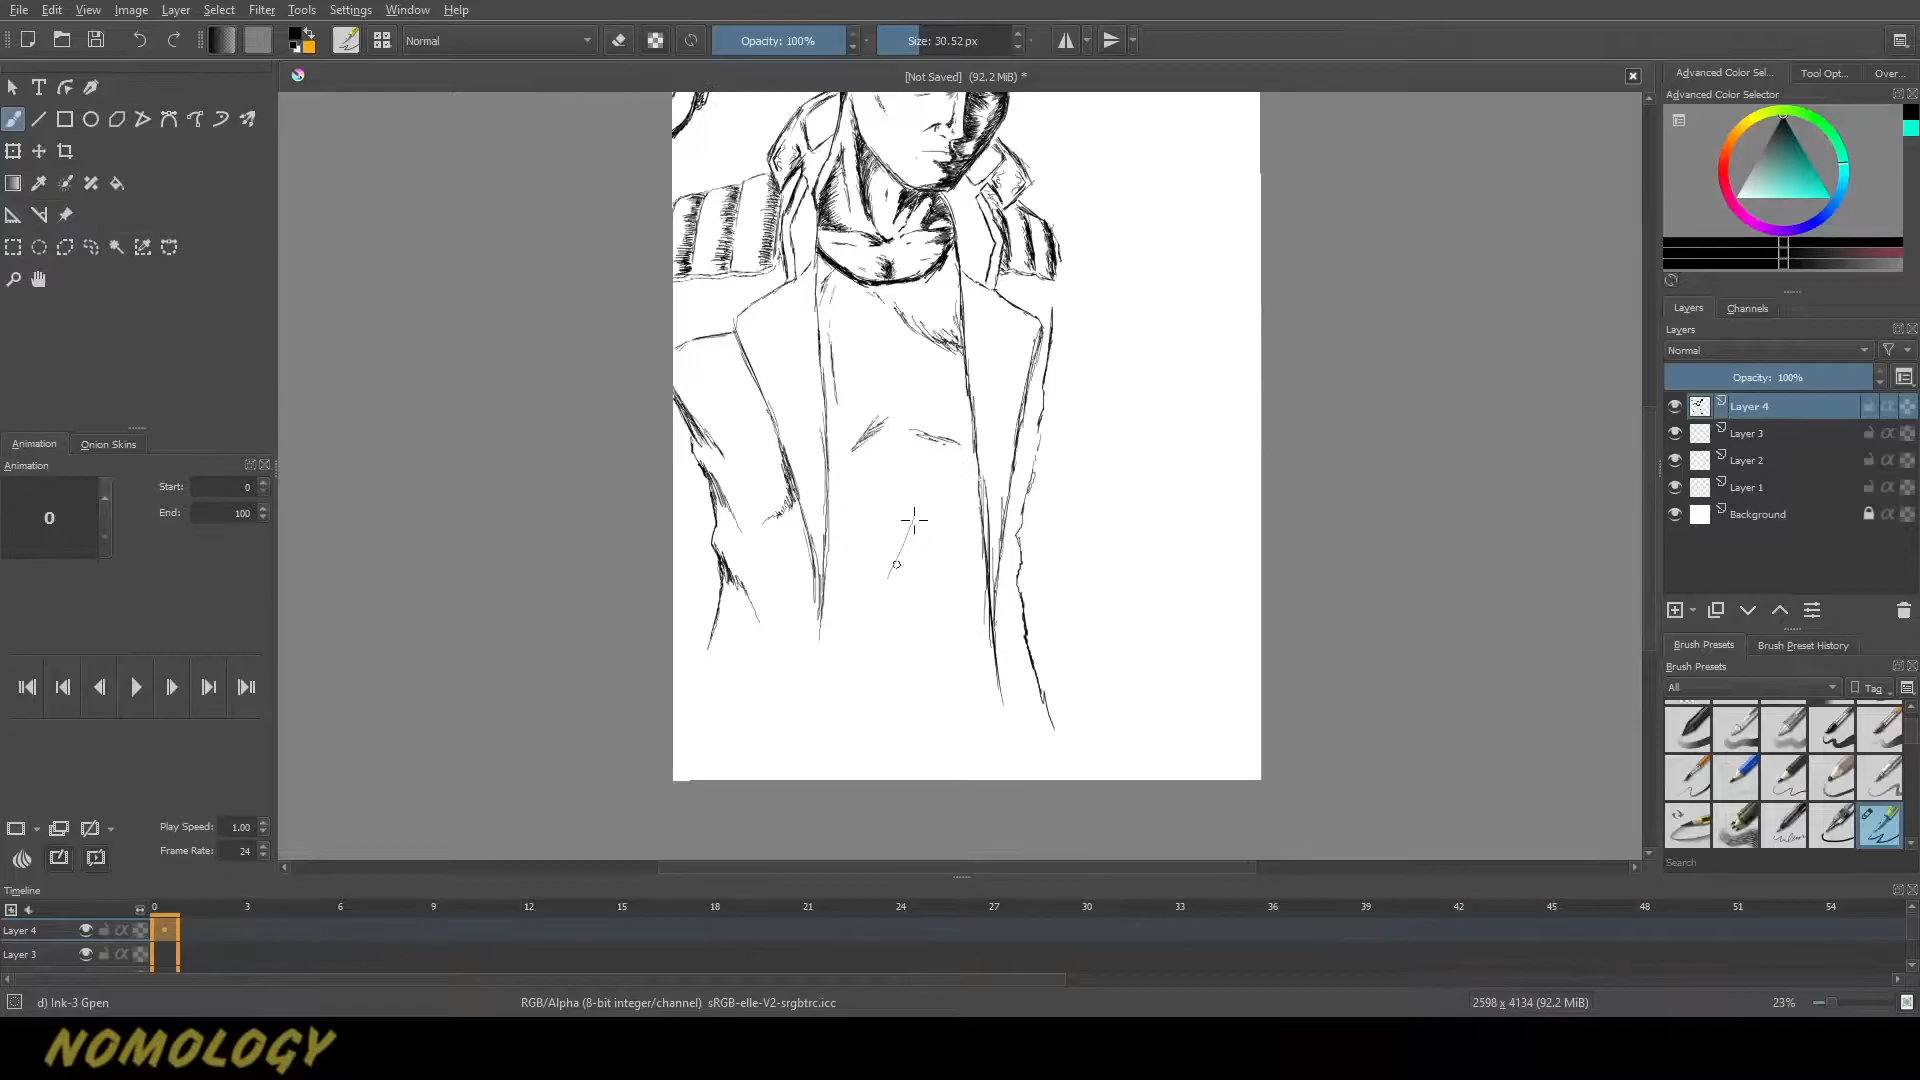 File Edit View Image Layer Select Filter Tools Settings Window Help
Normal Opacity: 100% Size: 30.52 px
[Not Saved] (92.2 MiB) *
Advanced Color Sel... Tool Opt... Over...
Advanced Color Selector
Layers Channels
Layers
Normal
Opacity: 100%
Layer 4
Layer 3
Layer 2
Layer 1
Background
Animation Onion Skins
Animation
Start: 0
0
End: 100
Play Speed: 1.00
Frame Rate: 24
Brush Presets Brush Preset History
Brush Presets
All Tag
Search
Timeline
0 3 6 9 12 15 18 21 24 27 30 33 36 39 42 45 48 51 54
Layer 4
Layer 3
d) Ink-3 Gpen RGB/Alpha (8-bit integer/channel) sRGB-elle-V2-srgbtrc.icc 2598 x 4134 (92.2 MiB) 23%
NOMOLOGY